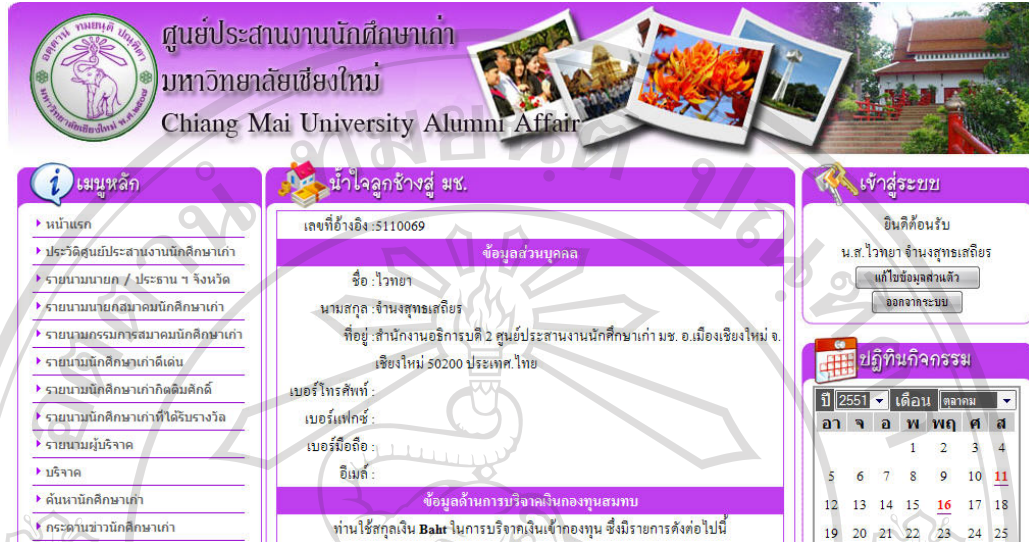 ศูนย์ประสานงานนักศึกษาเก่า
มหาวิทยาลัยเชียงใหม่
Chiang Mai University Alumni Affair
เมนูหลัก
หน้าแรก
ประวัติศูนย์ประสานงานนักศึกษาเก่า
รายนามนายก / ประธาน ฯ จังหวัด
รายนามนายกสมาคมนักศึกษาเก่า
รายนามกรรมการสมาคมนักศึกษาเก่า
รายนามนักศึกษาเก่าดีเด่น
รายนามนักศึกษาเก่ากิตติมศักดิ์
รายนามนักศึกษาเก่าที่ได้รับรางวัล
รายนามผู้บริจาค
บริจาค
ค้นหานักศึกษาเก่า
กระดานข่าวนักศึกษาเก่า
น้ำใจลูกช้างสู่ มช.
เลขที่อ้างอิง :5110069
ข้อมูลส่วนบุคคล
ชื่อ :ไวทยา
นามสกุล :จำนงสุทธเสถียร
ที่อยู่ :สำนักงานอธิการบดี 2 ศูนย์ประสานงานนักศึกษาเก่า มช. อ.เมืองเชียงใหม่ จ.
เชียงใหม่ 50200 ประเทศ.ไทย
เบอร์โทรศัพท์ :
เบอร์แฟกซ์ :
เบอร์มือถือ :
อีเมล์ :
ข้อมูลด้านการบริจาคเงินกองทุนสมทบ
ท่านใช้สกุลเงิน Baht ในการบริจาคเงินเข้ากองทุน ซึ่งมีรายการดังต่อไปนี้
เข้าสู่ระบบ
ยินดีต้อนรับ
น.ส.ไวทยา จำนงสุทธเสถียร
แก้ไขข้อมูลส่วนตัว
ออกจากระบบ
ปฏิทินกิจกรรม
ปี 2551 เดือน ตุลาคม
อา จ อ พ พฤ ศ ส
1 2 3 4
5 6 7 8 9 10 11
12 13 14 15 16 17 18
19 20 21 22 23 24 25